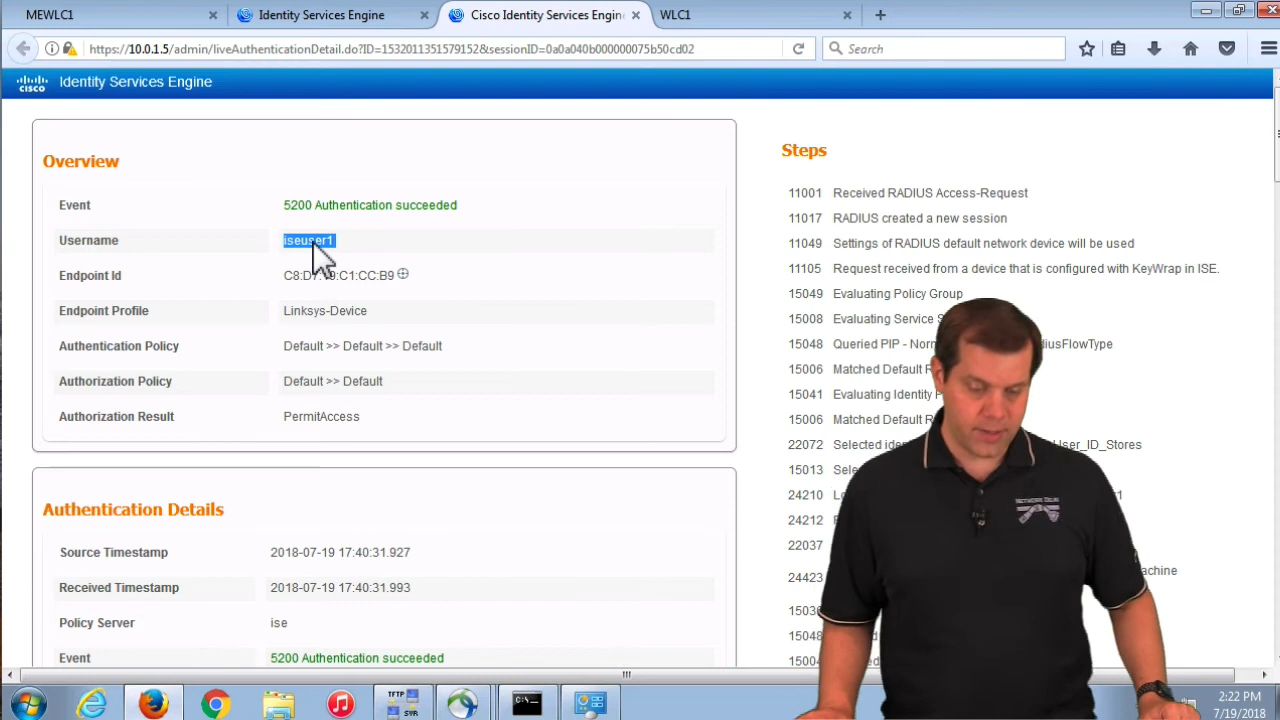 MEWLC1
Identity Services Engine
Cisco Identity Services Engin
WLC1
https://10.0.1.5/admin/liveAuthenticationDetail.do?ID=1532011351579152&sessionID=0a0a040b000000075b50cd02
Search
cisco
Identity Services Engine
Overview
Event 5200 Authentication succeeded
Username iseuser1
Endpoint Id
Endpoint Profile Linksys-Device
Authentication Policy Default >> Default >> Default
Authorization Policy Default >> Default
Authorization Result PermitAccess
Authentication Details
Source Timestamp 2018-07-19 17:40:31.927
Received Timestamp 2018-07-19 17:40:31.993
Policy Server ise
Event 5200 Authentication succeeded
Steps
11001 Received RADIUS Access-Request
11017 RADIUS created a new session
11049 Settings of RADIUS default network device will be used
11105 Request received from a device that is configured with KeyWrap in ISE.
15049 Evaluating Policy Group
15008 Evaluating Service
15048 Queried PIP -
15006 Matched Default
15041 Evaluating Identity
15006 Matched Default
22072 Selected User_ID_Stores
15013
24210
24212
22037
24423
15036
15048
15004
TFTP
SVR
C:\-
2:22 PM
7/19/2018